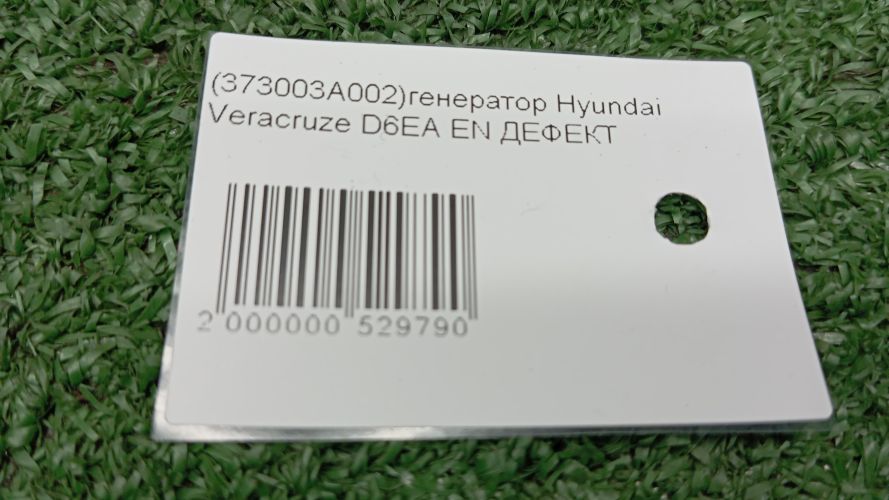 (373003A002)генератор Hyundai
Veracruze D6EA EN ДЕФЕКТ
2 000000 529790